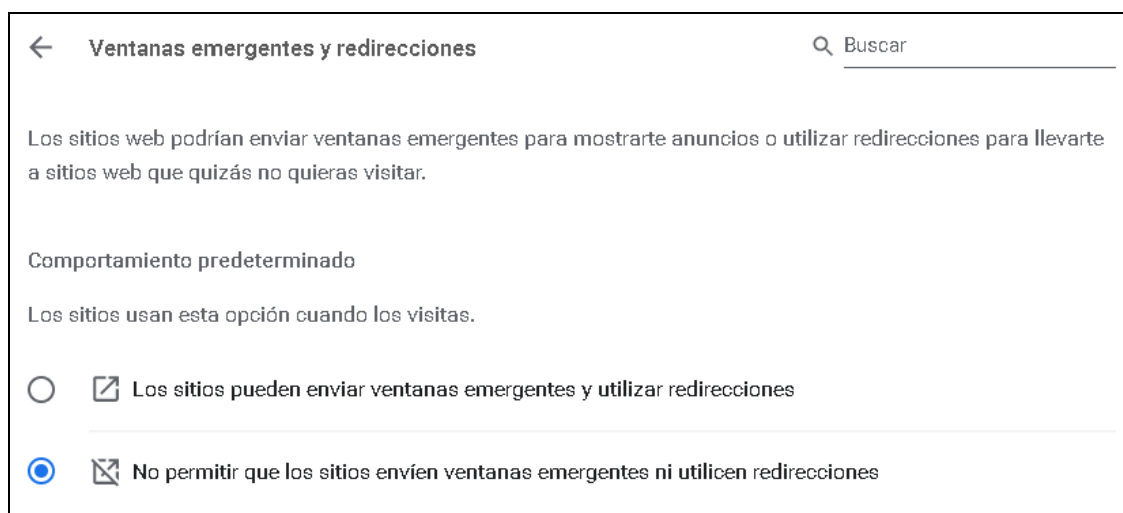 Ventanas emergentes y redirecciones
Buscar
Los sitios web podrían enviar ventanas emergentes para mostrarte anuncios o utilizar redirecciones para llevarte
a sitios web que quizás no quieras visitar.
Comportamiento predeterminado
Los sitios usan esta opción cuando los visitas.
Los sitios pueden enviar ventanas emergentes y utilizar redirecciones
No permitir que los sitios envíen ventanas emergentes ni utilicen redirecciones